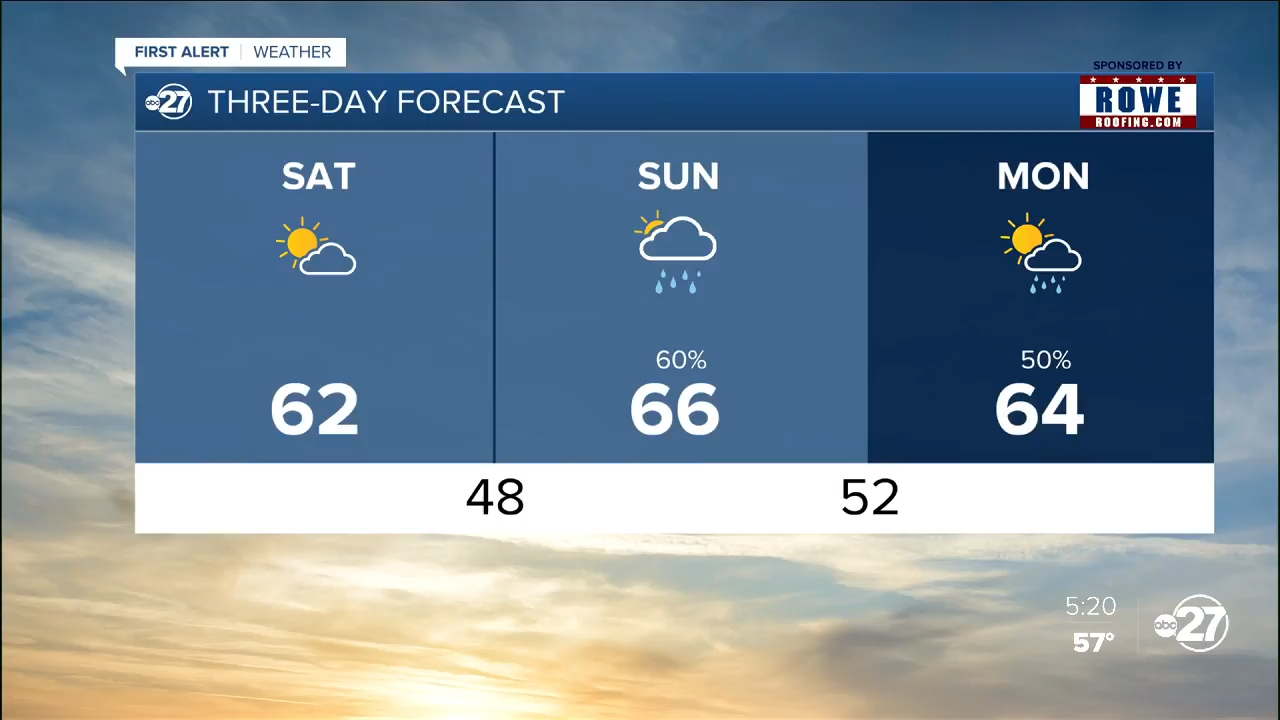 FIRST ALERT | WEATHER
SPONSORED BY
ROWE
ROOFING.COM
abc 27 THREE-DAY FORECAST
SAT SUN MON
60% 50%
62 66 64
48 52
5:20
57°
abc 27